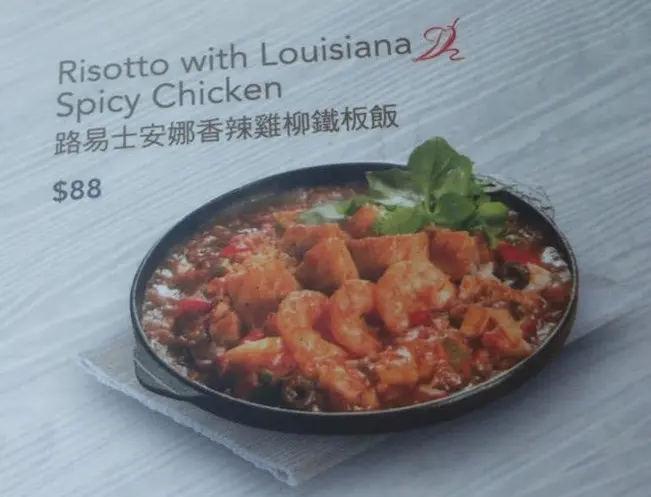 Risotto with Louisiana
Spicy Chicken
路易士安娜香辣雞柳鐵板飯
$88